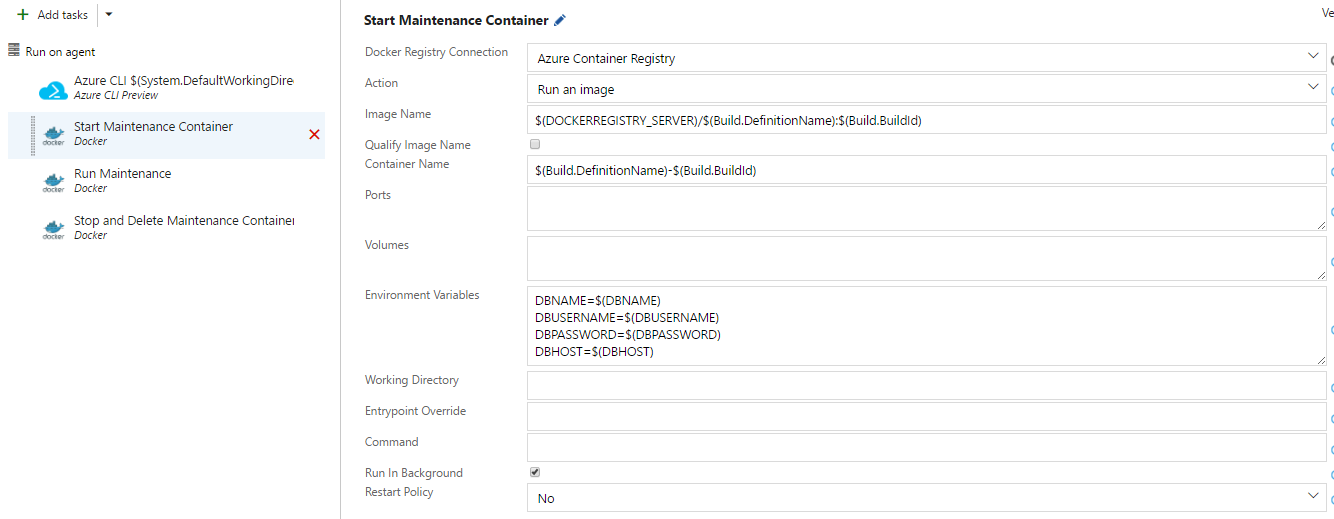 Add tasks
Run on agent
Azure CLI $(System.DefaultWorkingDire
Azure CLI Preview
Start Maintenance Container
Docker
docker
Run Maintenance
Docker
docker
Stop and Delete Maintenance Container
Docker
docker
Start Maintenance Container
Ve
Docker Registry Connection
Azure Container Registry
Action
Run an image
Image Name
$(DOCKERREGISTRY_SERVER)/$(Build.DefinitionName):$(Build.BuildId)
Qualify Image Name
Container Name
$(Build.DefinitionName)-$(Build.BuildId)
Ports
Volumes
Environment Variables
DBNAME=$(DBNAME)
DBUSERNAME=$(DBUSERNAME)
DBPASSWORD=$(DBPASSWORD)
DBHOST=$(DBHOST)
Working Directory
Entrypoint Override
Command
Run In Background
Restart Policy
No